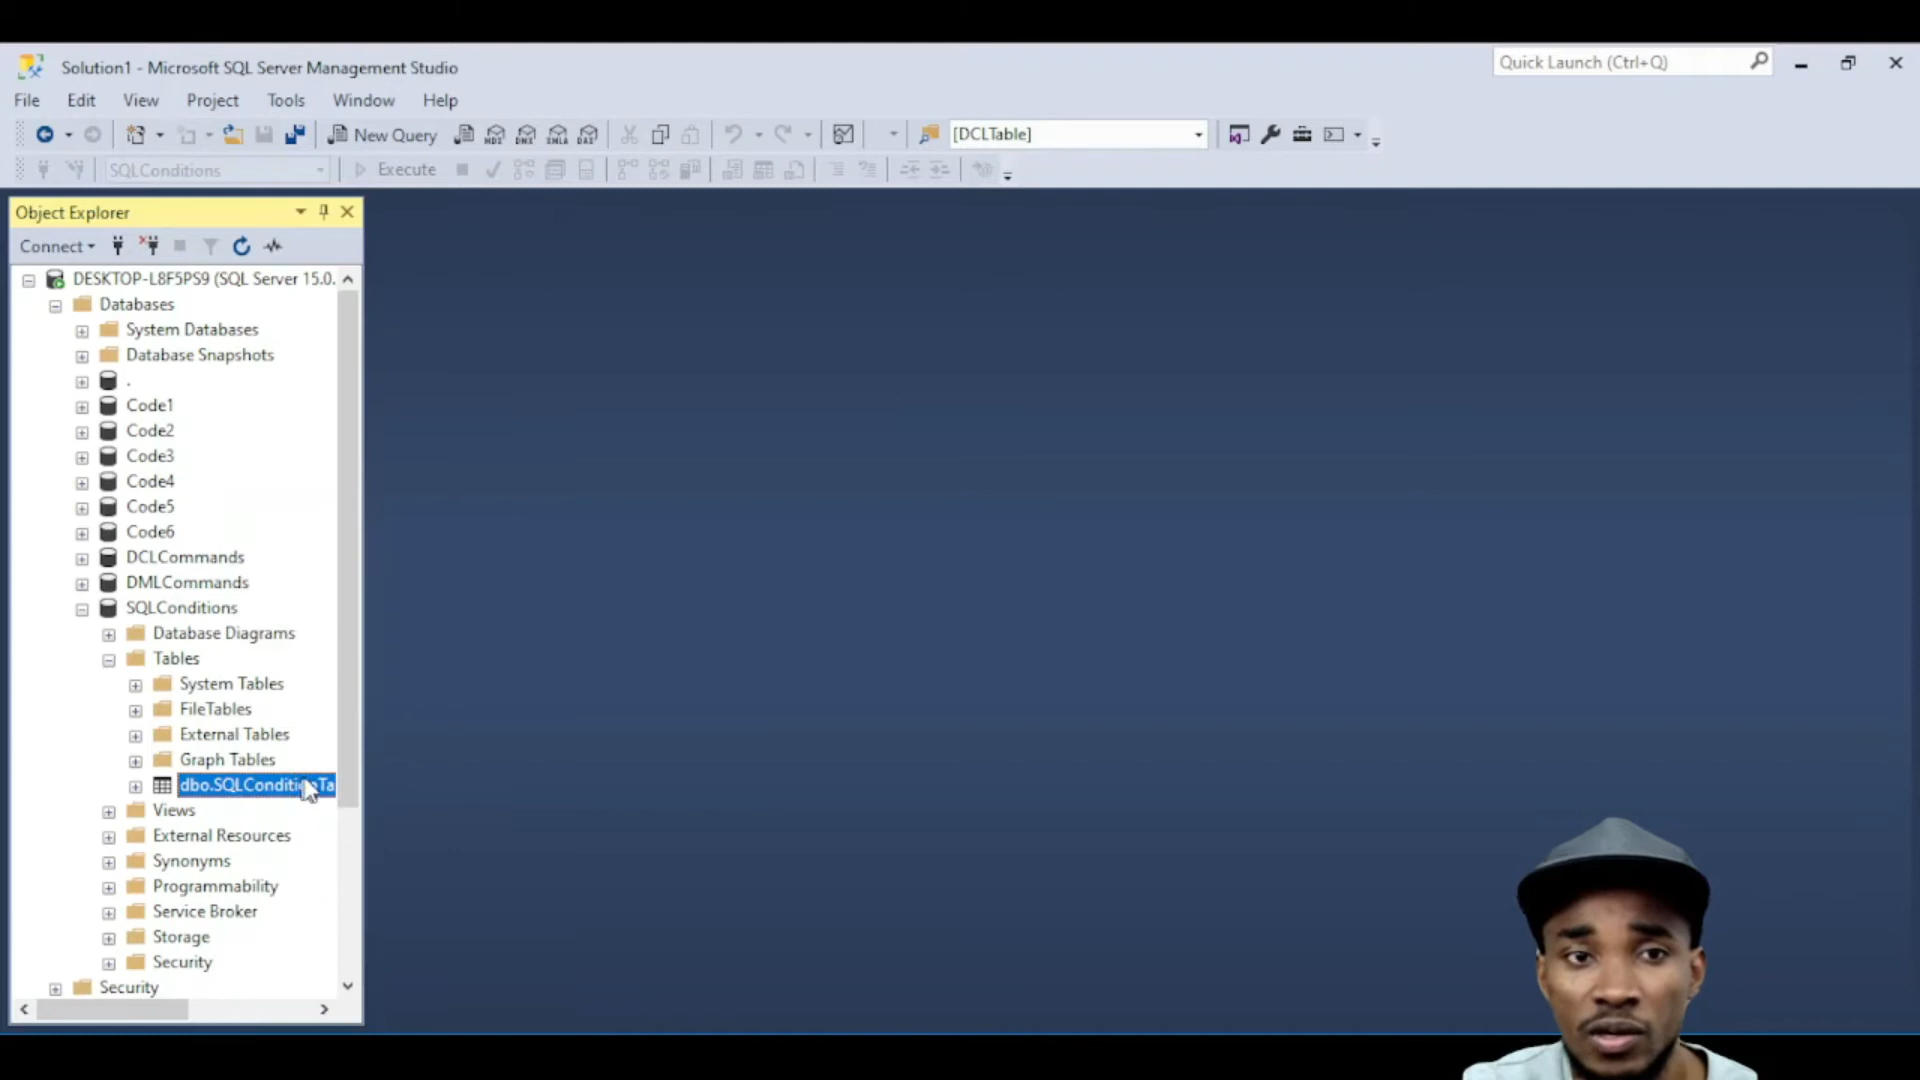 Solution1 - Microsoft SQL Server Management Studio
Quick Launch (Ctrl+Q)
File Edit View Project Tools Window Help
New Query
[DCLTable]
SQLConditions
Execute
Object Explorer
Connect
DESKTOP-L8F5PS9 (SQL Server 15.0.
Databases
System Databases
Database Snapshots
.
Code1
Code2
Code3
Code4
Code5
Code6
DCLCommands
DMLCommands
SQLConditions
Database Diagrams
Tables
System Tables
FileTables
External Tables
Graph Tables
Views
External Resources
Synonyms
Programmability
Service Broker
Storage
Security
Security